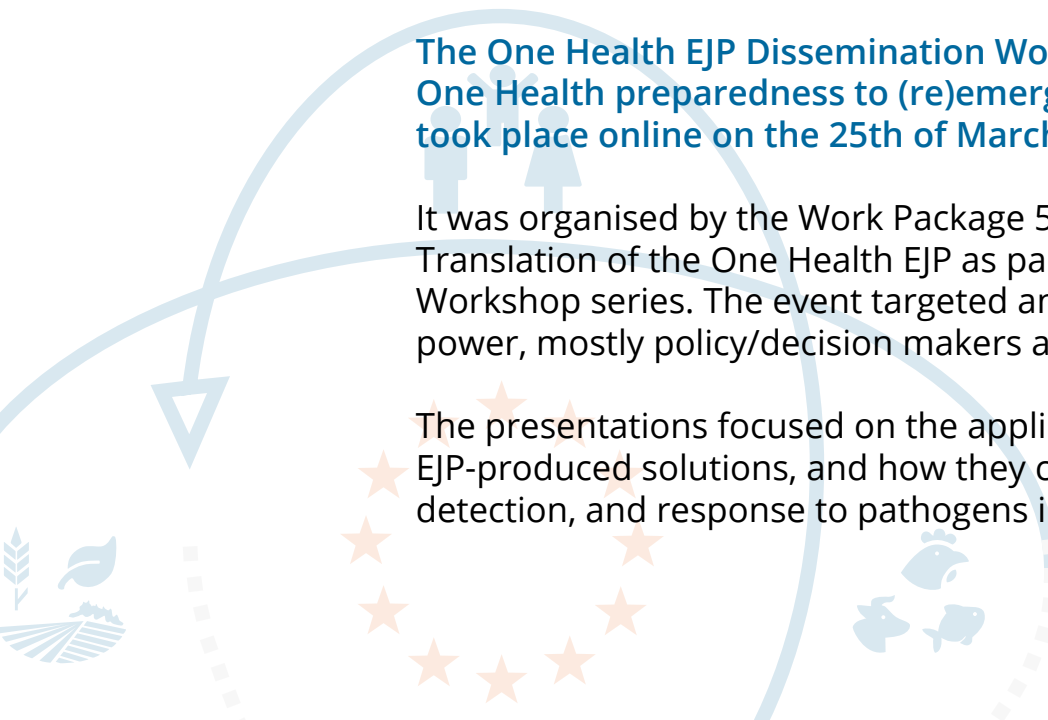 The One Health EJP Dissemination Wo
One Health preparedness to (re)emerg
took place online on the 25th of March
It was organised by the Work Package 5
Translation of the One Health EJP as pa
Workshop series. The event targeted an
power, mostly policy/decision makers a
The presentations focused on the appli
EJP-produced solutions, and how they c
detection, and response to pathogens i